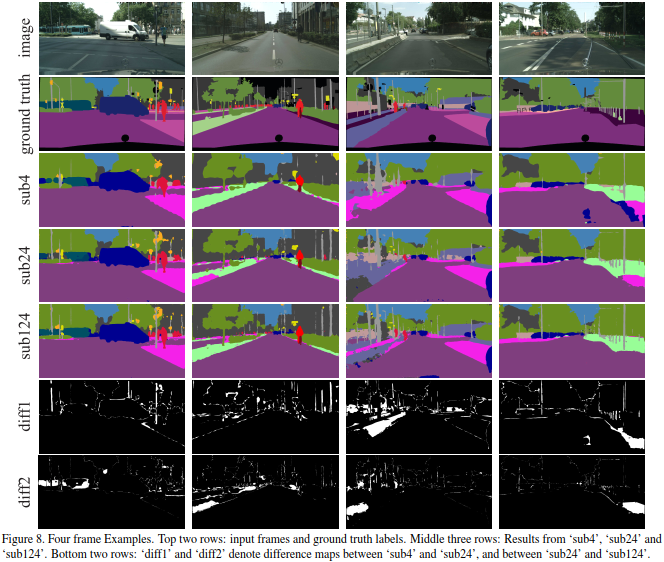 image
ground truth
sub4
sub24
sub124
diff1
diff2
Figure 8. Four frame Examples. Top two rows: input frames and ground truth labels. Middle three rows: Results from ‘sub4’, ‘sub24’ and
‘sub124’. Bottom two rows: ‘diff1’ and ‘diff2’ denote difference maps between ‘sub4’ and ‘sub24’, and between ‘sub24’ and ‘sub124’.